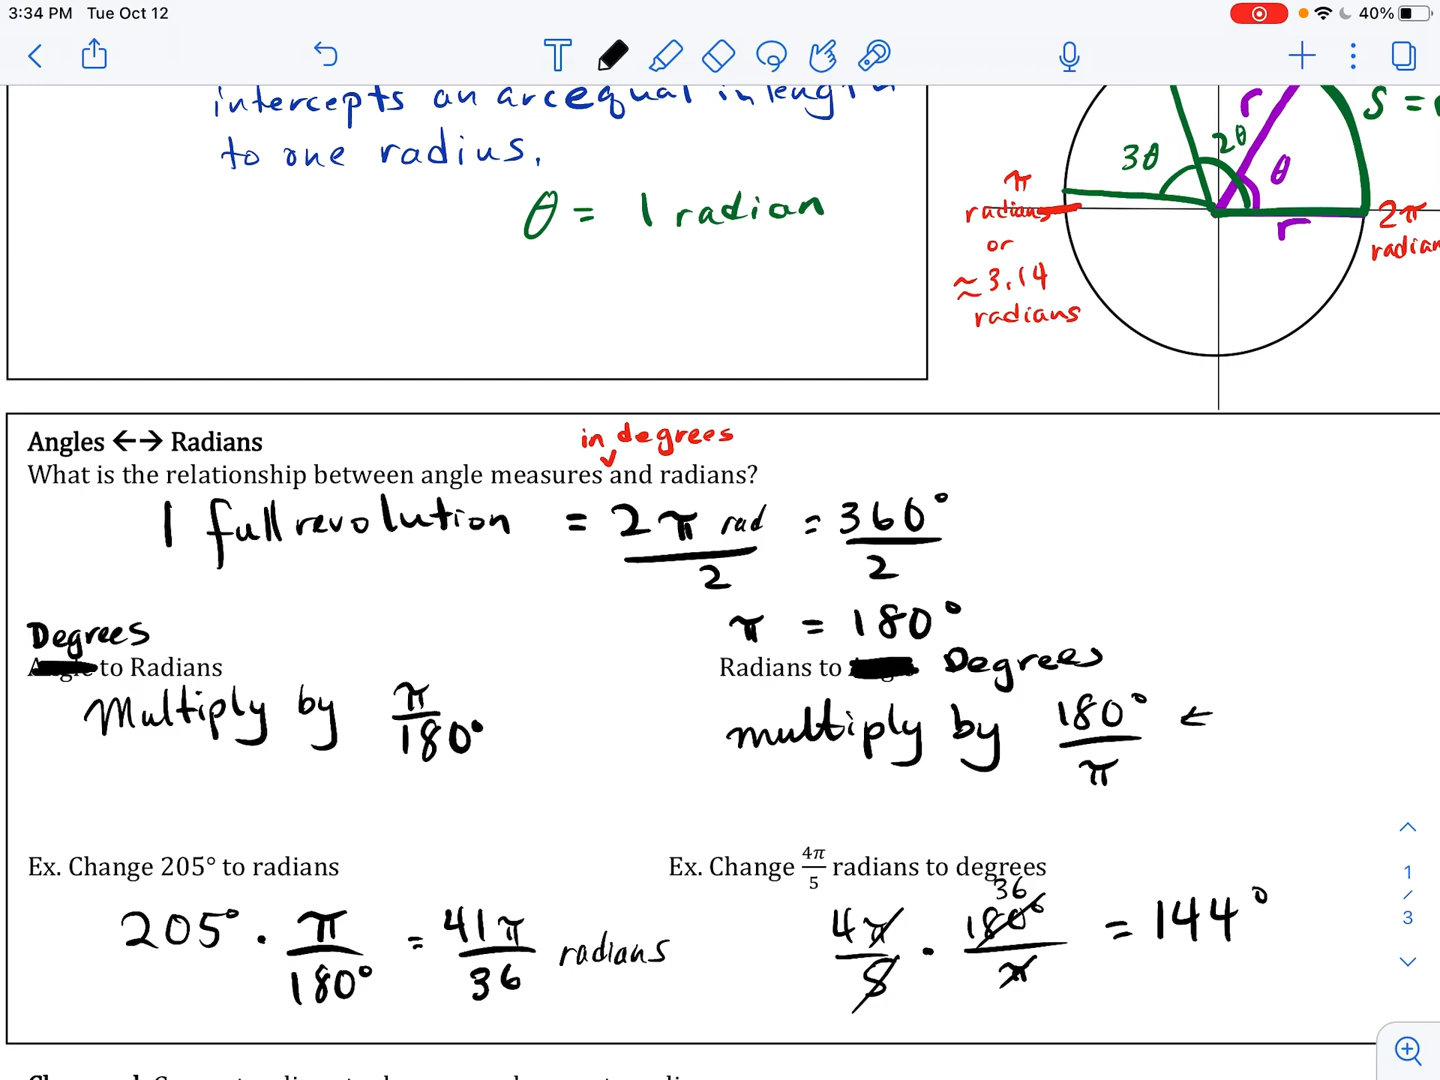 3:34 PM Tue Oct 12
40%
intercepts an arc equal in length
to one radius.
θ = 1 radian
r
S =
2θ
3θ
θ
π
radians
or
≈ 3.14
radians
r
2π
radian
Angles ←→ Radians
in degrees
What is the relationship between angle measures and radians?
1 full revolution = 2π rad / 2 = 360° / 2
π = 180°
Degrees
to Radians
Multiply by π/180°
Radians to Degrees
multiply by 180°/π ←
Ex. Change 205° to radians
205° · π/180° = 41π/36 radians
Ex. Change 4π/5 radians to degrees
36
4π/5 · 180°/π = 144°
1
/
3